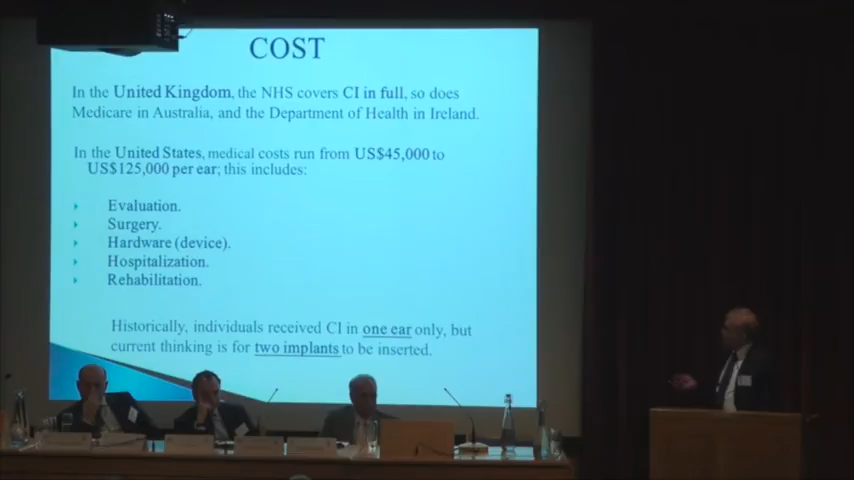 COST
In the United Kingdom, the NHS covers CI in full, so does
Medicare in Australia, and the Department of Health in Ireland.
In the United States, medical costs run from US$45,000 to
US$125,000 per ear; this includes:
Evaluation.
Surgery.
Hardware (device).
Hospitalization.
Rehabilitation.
Historically, individuals received CI in one ear only, but
current thinking is for two implants to be inserted.